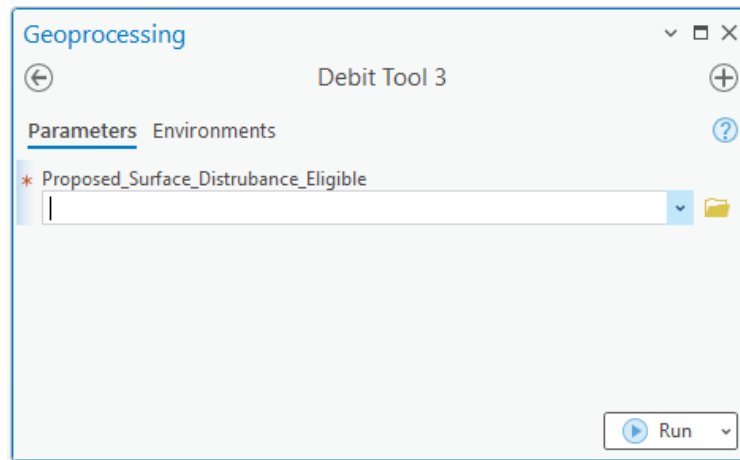 Geoprocessing
Debit Tool 3
Parameters Environments
* Proposed_Surface_Distrubance_Eligible
Run